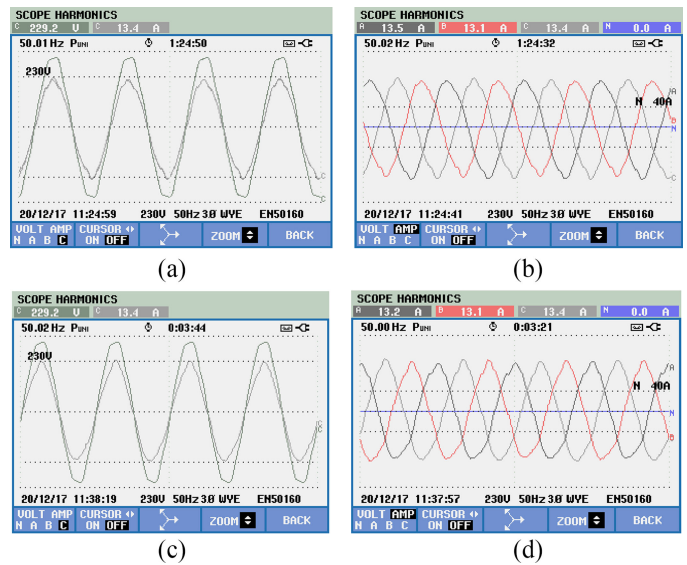 SCOPE HARMONICS
C 229.2 V C 13.4 A
50.01 Hz PUNI 1:24:50
230V
C
C
20/12/17 11:24:59 230V 50Hz 3Ø WYE EN50160
VOLT AMP CURSOR ZOOM BACK
N A B C ON OFF
(a)
SCOPE HARMONICS
A 13.5 A B 13.1 A C 13.4 A N 0.0 A
50.02 Hz PUNI 1:24:32
A
N 40A
B
N
C
20/12/17 11:24:41 230V 50Hz 3Ø WYE EN50160
VOLT AMP CURSOR ZOOM BACK
N A B C ON OFF
(b)
SCOPE HARMONICS
C 229.2 V C 13.4 A
50.02 Hz PUNI 0:03:44
230V
C
20/12/17 11:38:19 230V 50Hz 3Ø WYE EN50160
VOLT AMP CURSOR ZOOM BACK
N A B C ON OFF
(c)
SCOPE HARMONICS
A 13.2 A B 13.1 A C 13.4 A N 0.0 A
50.00 Hz PUNI 0:03:21
A
N 40A
N
20/12/17 11:37:57 230V 50Hz 3Ø WYE EN50160
VOLT AMP CURSOR ZOOM BACK
N A B C ON OFF
(d)